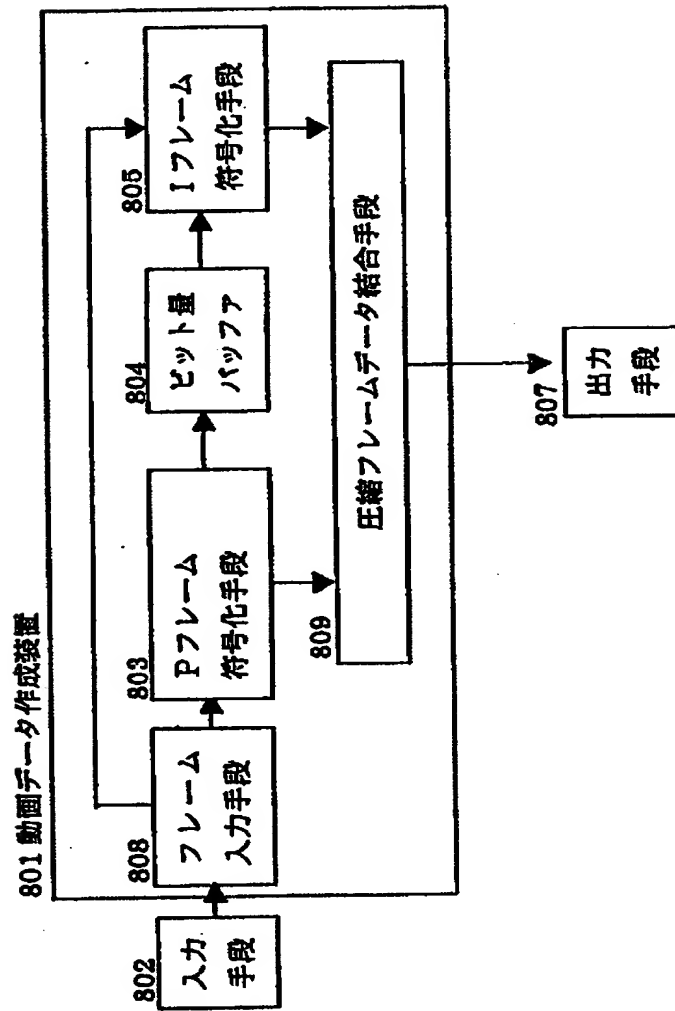 801 動画データ作成装置
802
入力
手段
808
フレーム
入力手段
803
Pフレーム
符号化手段
804
ビット量
バッファ
805
Iフレーム
符号化手段
809
圧縮フレームデータ結合手段
807
出力
手段